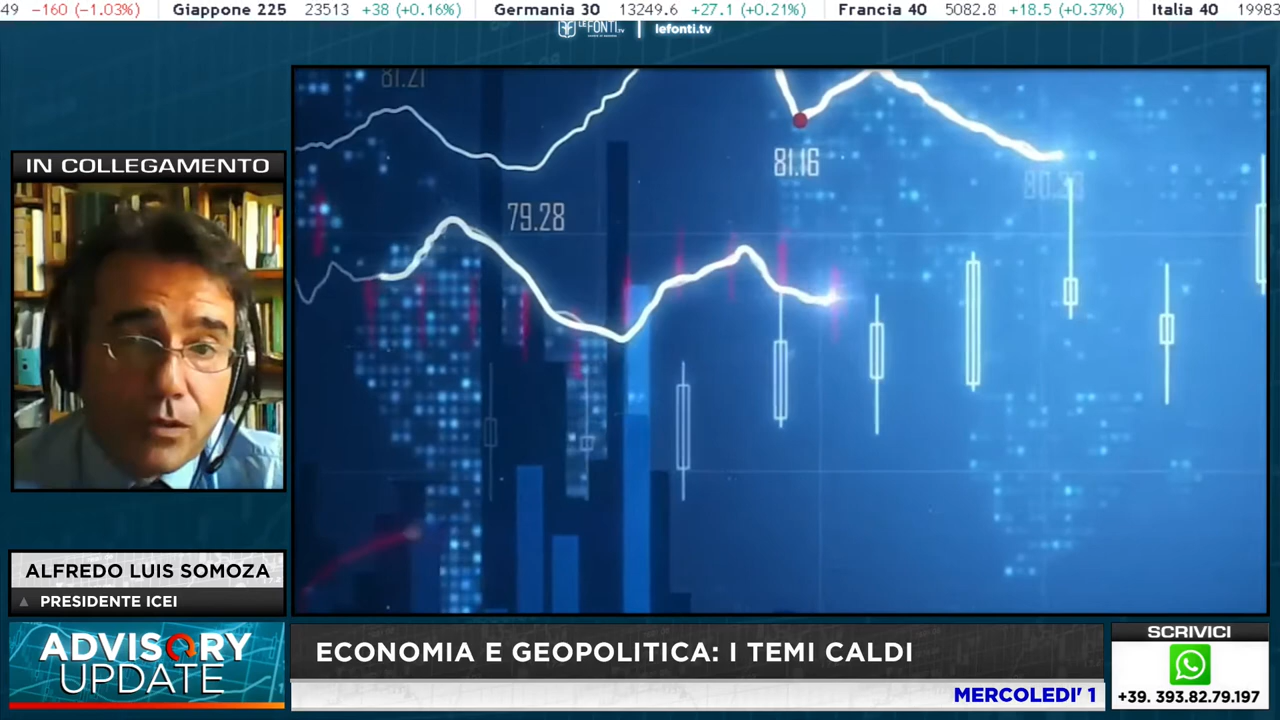 49 −160 (−1.03%) Giappone 225 23513 +38 (+0.16%) Germania 30 13249.6 +27.1 (+0.21%) Francia 40 5082.8 +18.5 (+0.37%) Italia 40 19983
LE FONTI.TV lefonti.tv
81.21
IN COLLEGAMENTO
81.16
79.28
ALFREDO LUIS SOMOZA
▲ PRESIDENTE ICEI
ADVISORY
UPDATE
ECONOMIA E GEOPOLITICA: I TEMI CALDI
MERCOLEDI' 1
SCRIVICI
+39. 393.82.79.197